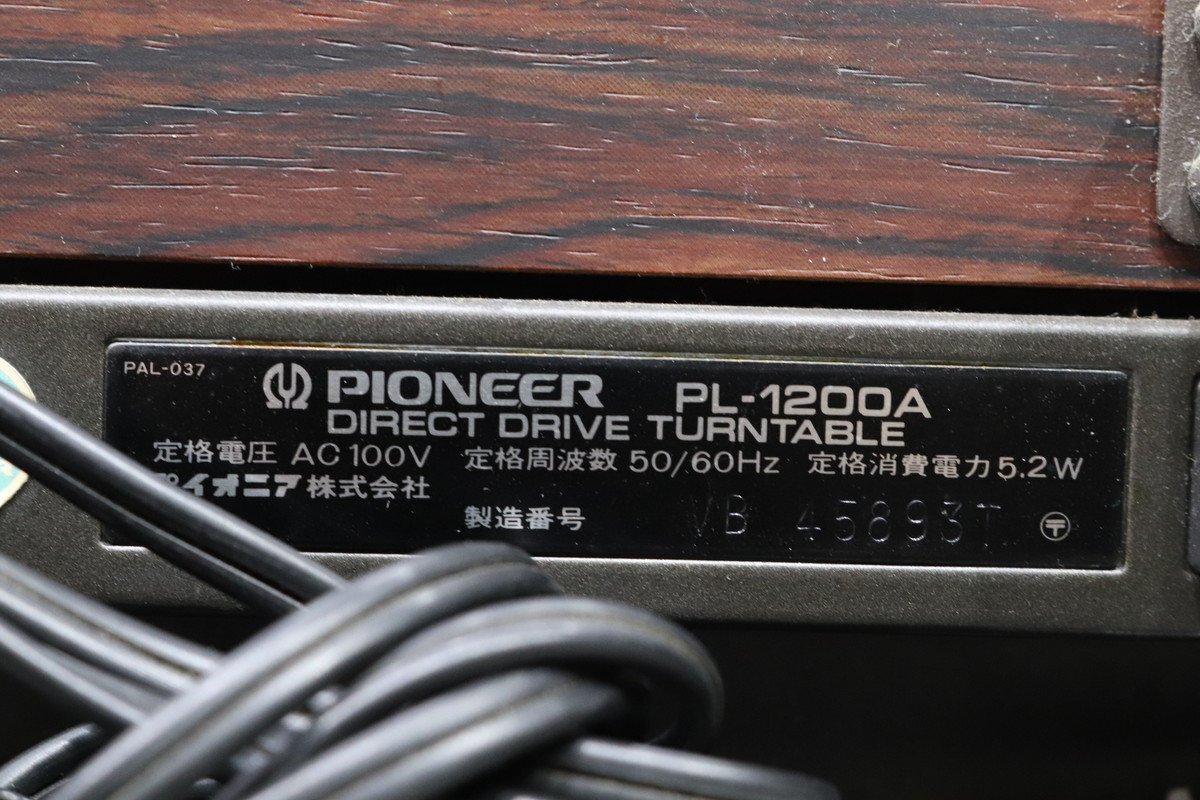 PAL-037
PIONEER PL-1200A
DIRECT DRIVE TURNTABLE
定格電圧 AC 100V 定格周波数 50/60Hz 定格消費電力 5.2W
パイオニア株式会社
製造番号 VB 45893T 〶